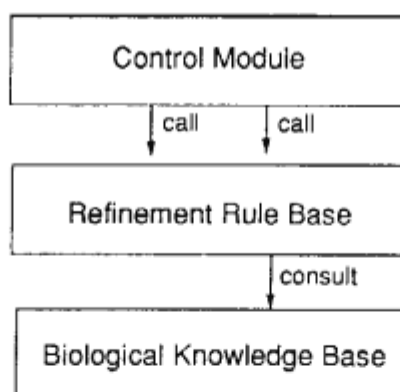 Control Module
call call
Refinement Rule Base
consult
Biological Knowledge Base